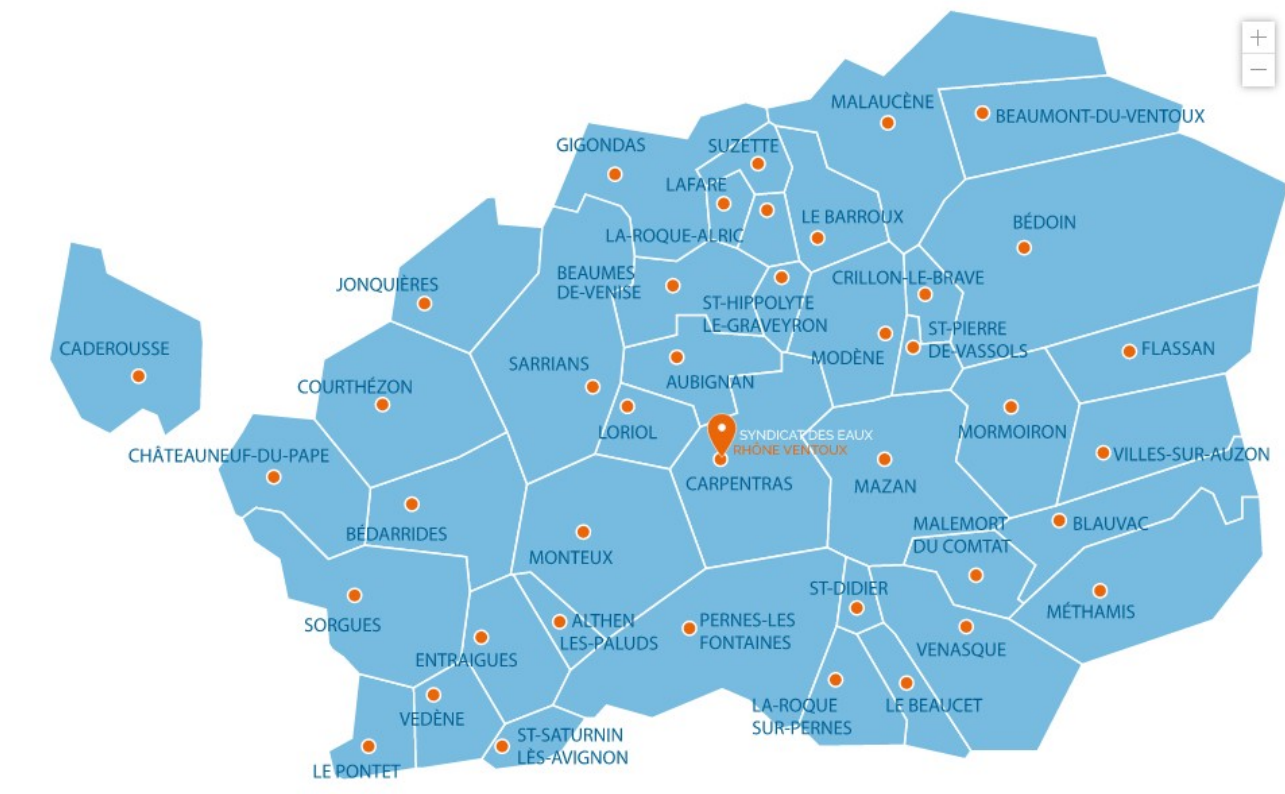 MALAUCÈNE
BEAUMONT-DU-VENTOUX
GIGONDAS
SUZETTE
LAFARE
LE BARROUX
BÉDOIN
LA-ROQUE-ALRIC
BEAUMES
DE-VENISE
CRILLON-LE-BRAVE
JONQUIÈRES
ST-HIPPOLYTE
LE-GRAVEYRON
ST-PIERRE
DE-VASSOLS
CADEROUSSE
FLASSAN
MODÈNE
SARRIANS
AUBIGNAN
COURTHÉZON
LORIOL
SYNDICAT DES EAUX
RHÔNE VENTOUX
MORMOIRON
CHÂTEAUNEUF-DU-PAPE
VILLES-SUR-AUZON
CARPENTRAS
MAZAN
BÉDARRIDES
MALEMORT
DU COMTAT
BLAUVAC
MONTEUX
ST-DIDIER
MÉTHAMIS
SORGUES
ALTHEN
LES-PALUDS
PERNES-LES
FONTAINES
VENASQUE
ENTRAIGUES
LA-ROQUE
SUR-PERNES
LE BEAUCET
VEDÈNE
ST-SATURNIN
LÈS-AVIGNON
LE PONTET